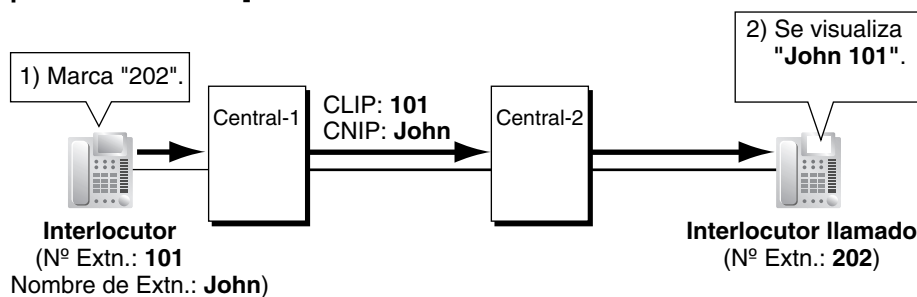 1) Marca "202".
2) Se visualiza
"John 101".
Central-1
CLIP: 101
CNIP: John
Central-2
Interlocutor
(Nº Extn.: 101
Nombre de Extn.: John)
Interlocutor llamado
(Nº Extn.: 202)